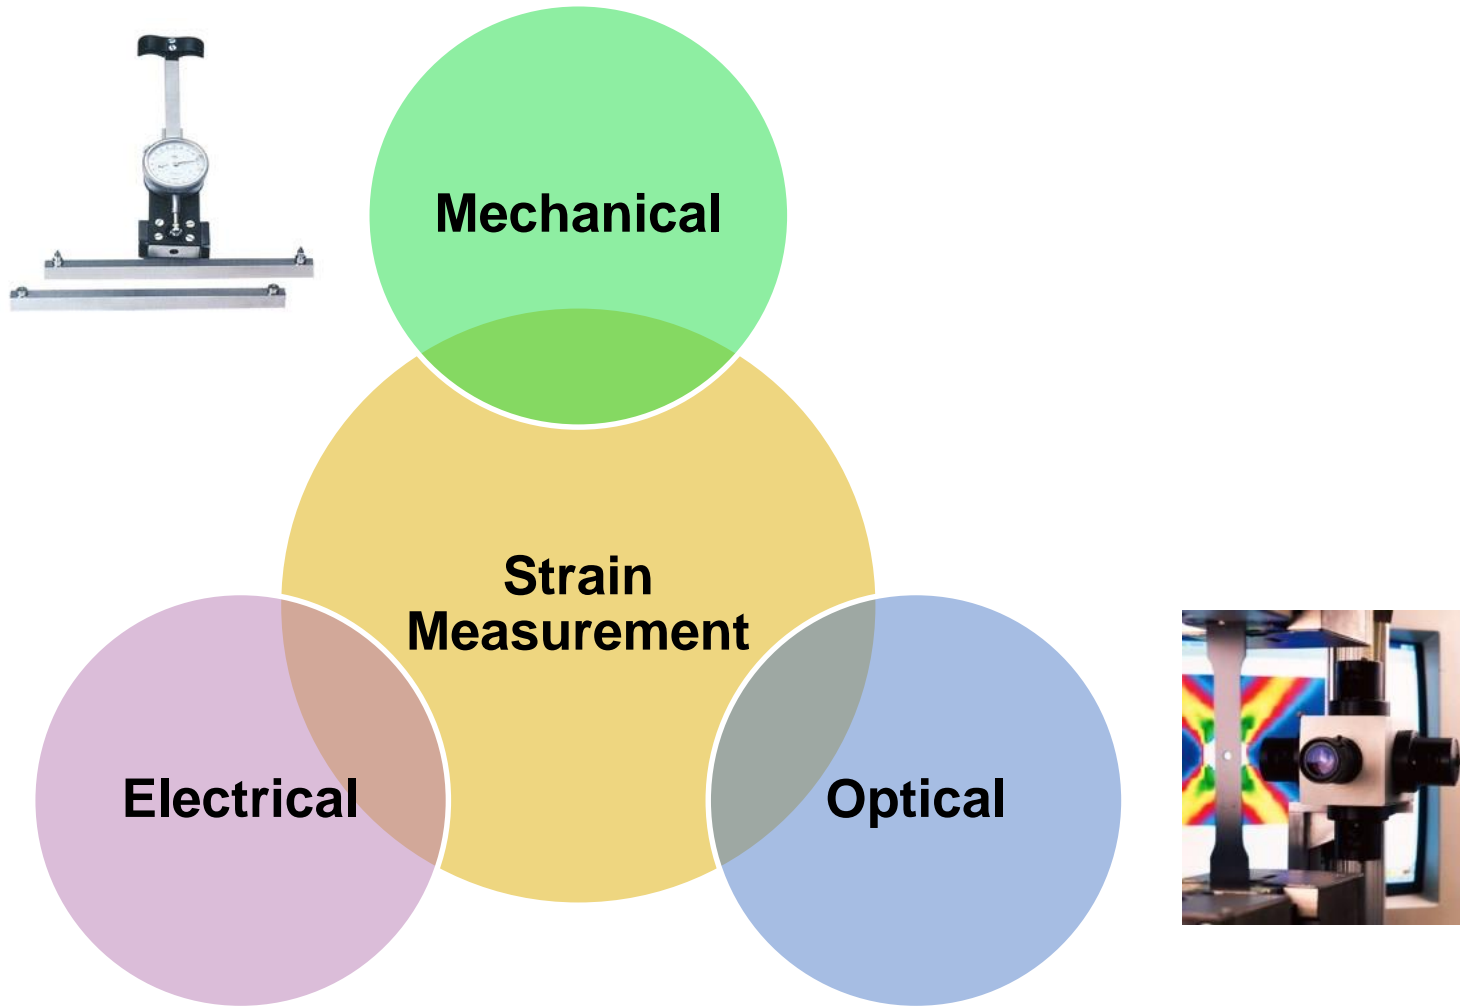 Mechanical
Strain
Measurement
Electrical
Optical